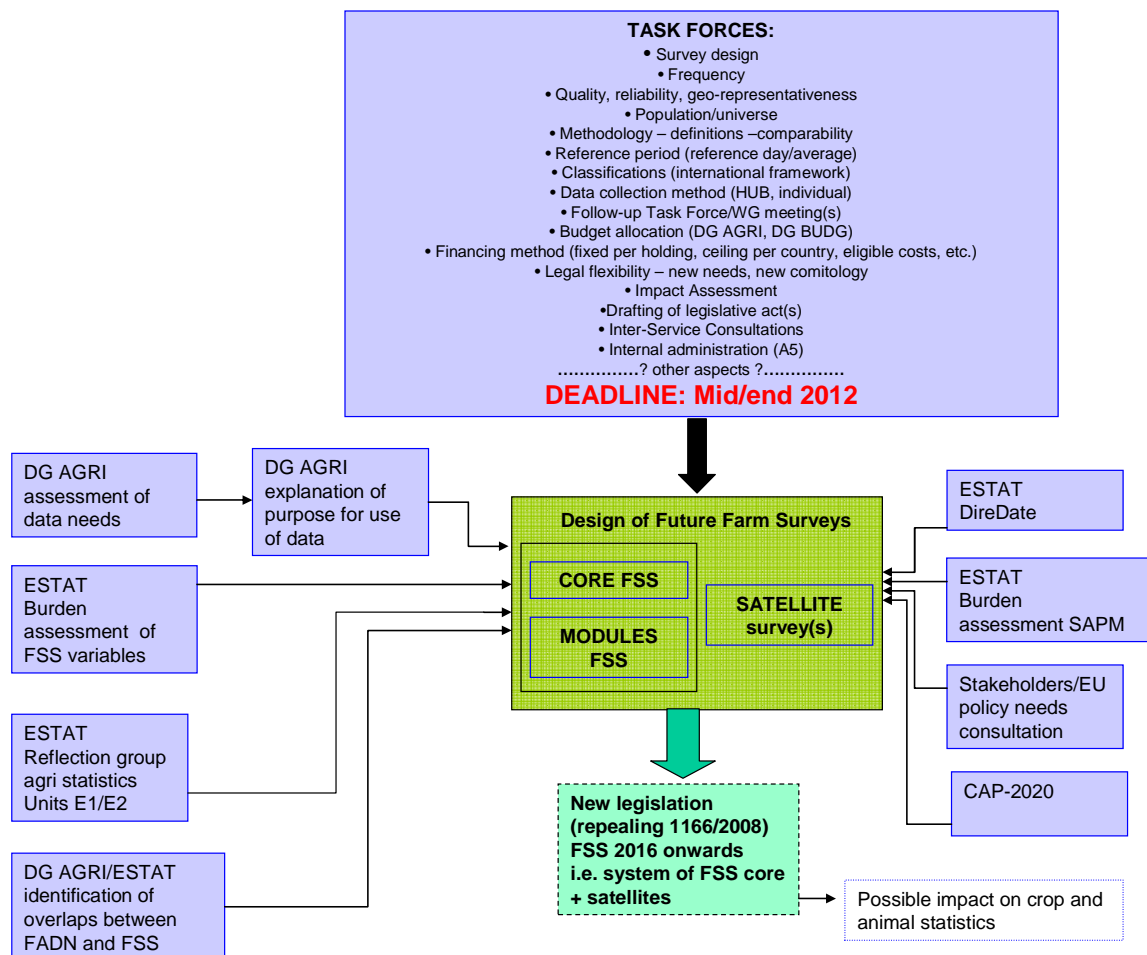 TASK FORCES:
• Survey design
• Frequency
• Quality, reliability, geo-representativeness
• Population/universe
• Methodology – definitions –comparability
• Reference period (reference day/average)
• Classifications (international framework)
• Data collection method (HUB, individual)
• Follow-up Task Force/WG meeting(s)
• Budget allocation (DG AGRI, DG BUDG)
• Financing method (fixed per holding, ceiling per country, eligible costs, etc.)
• Legal flexibility – new needs, new comitology
• Impact Assessment
•Drafting of legislative act(s)
• Inter-Service Consultations
• Internal administration (A5)
……………? other aspects ?……………
DEADLINE: Mid/end 2012
DG AGRI
assessment of
data needs
DG AGRI
explanation of
purpose for use
of data
ESTAT
Burden
assessment of
FSS variables
ESTAT
Reflection group
agri statistics
Units E1/E2
DG AGRI/ESTAT
identification of
overlaps between
FADN and FSS
Design of Future Farm Surveys
CORE FSS
MODULES
FSS
SATELLITE
survey(s)
ESTAT
DireDate
ESTAT
Burden
assessment SAPM
Stakeholders/EU
policy needs
consultation
CAP-2020
New legislation
(repealing 1166/2008)
FSS 2016 onwards
i.e. system of FSS core
+ satellites
Possible impact on crop and
animal statistics